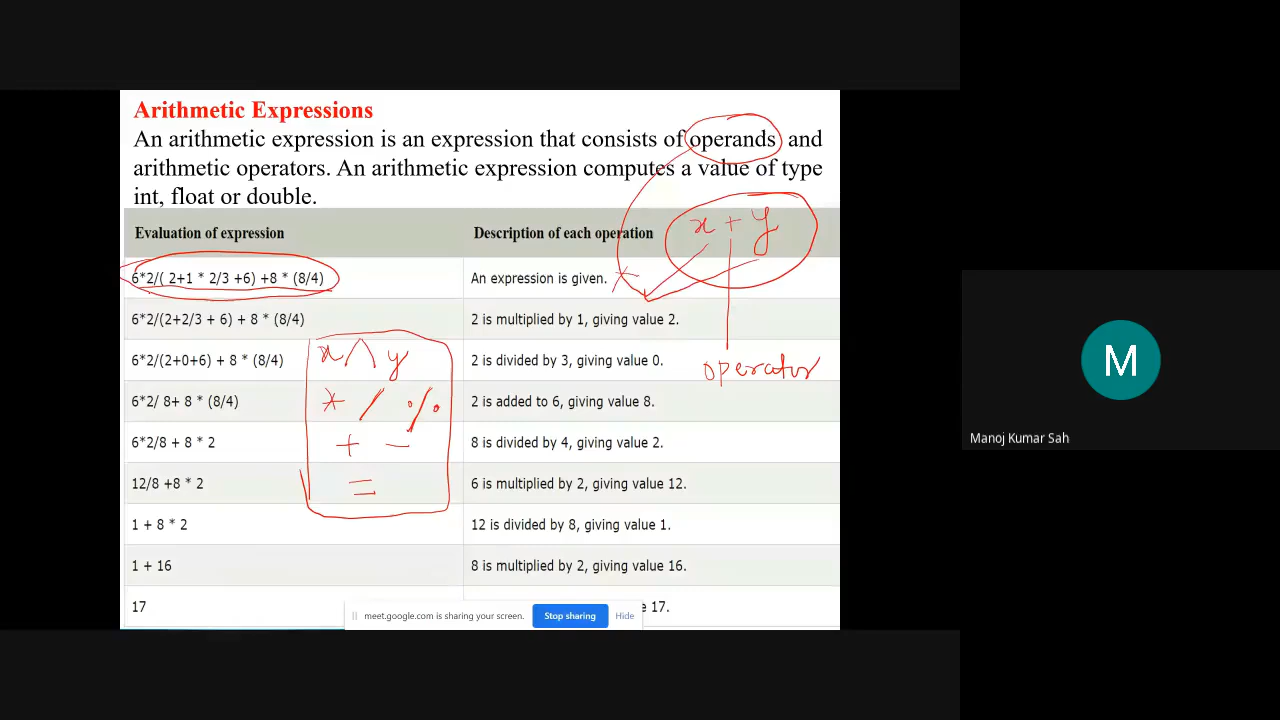 Arithmetic Expressions
An arithmetic expression is an expression that consists of operands and
arithmetic operators. An arithmetic expression computes a value of type
int, float or double.
x + y
operator
Evaluation of expression Description of each operation
6*2/( 2+1 * 2/3 +6) +8 * (8/4) An expression is given.
6*2/(2+2/3 + 6) + 8 * (8/4) 2 is multiplied by 1, giving value 2.
6*2/(2+0+6) + 8 * (8/4) 2 is divided by 3, giving value 0.
6*2/ 8+ 8 * (8/4) 2 is added to 6, giving value 8.
6*2/8 + 8 * 2 8 is divided by 4, giving value 2.
12/8 +8 * 2 6 is multiplied by 2, giving value 12.
1 + 8 * 2 12 is divided by 8, giving value 1.
1 + 16 8 is multiplied by 2, giving value 16.
17 17.
x ^ y
* / %
+ -
=
meet.google.com is sharing your screen. Stop sharing Hide
M
Manoj Kumar Sah